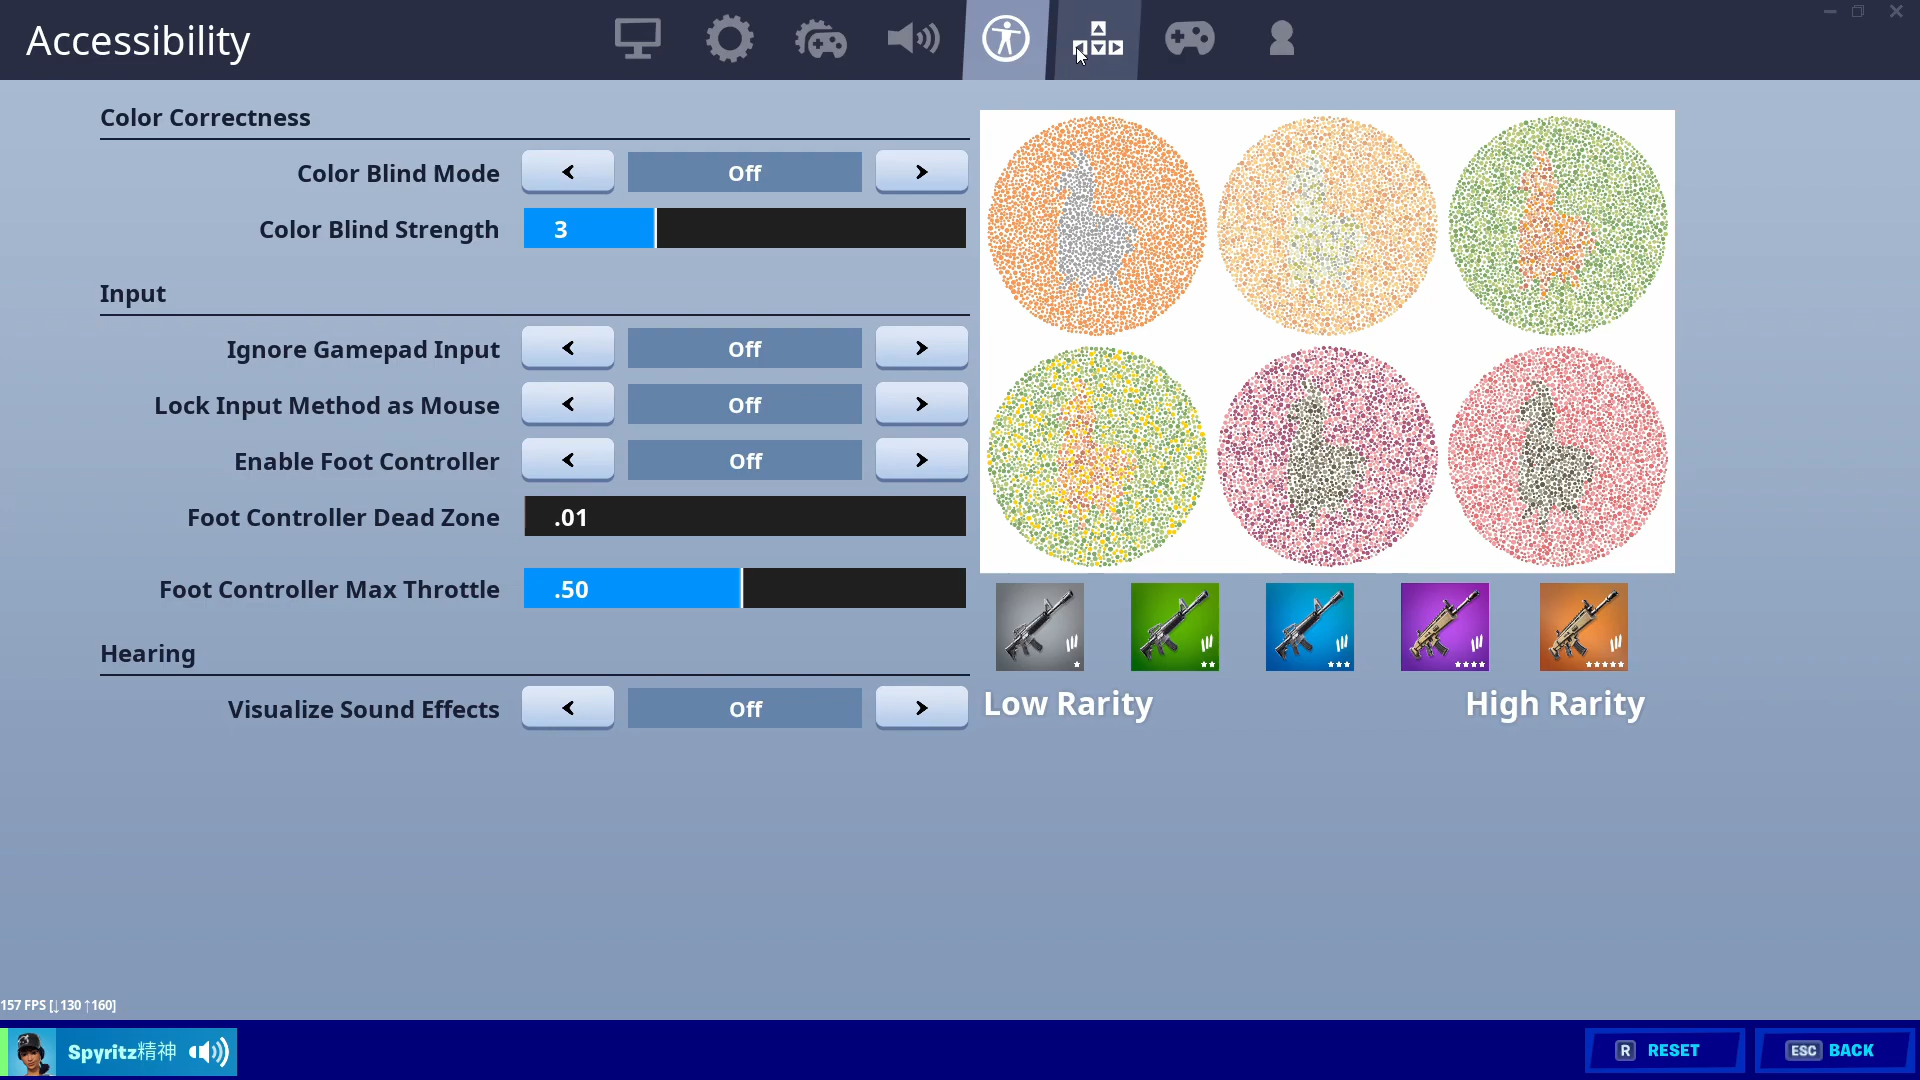 Accessibility
Color Correctness
Color Blind Mode
Off
Color Blind Strength
3
Input
Ignore Gamepad Input
Off
Lock Input Method as Mouse
Off
Enable Foot Controller
Off
Foot Controller Dead Zone
.01
Foot Controller Max Throttle
.50
Hearing
Visualize Sound Effects
Off
Low Rarity
High Rarity
157 FPS [↓130 ↑160]
Spyritz精神
R RESET
ESC BACK